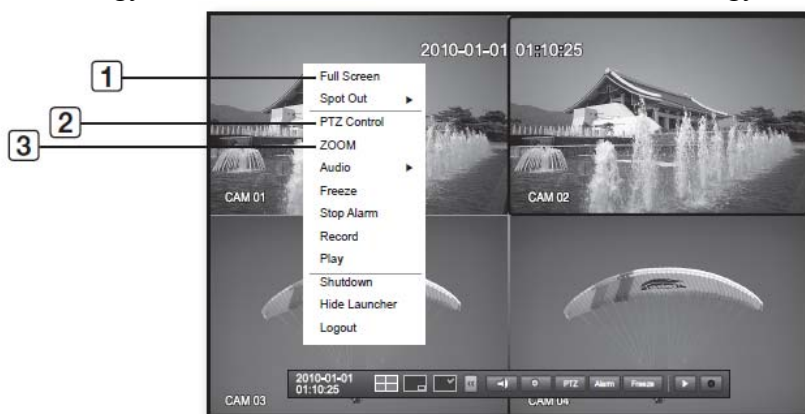 2010-01-01 01:10:25
1
Full Screen
Spot Out
2
PTZ Control
3
ZOOM
Audio
Freeze
Stop Alarm
CAM 01
CAM 02
Record
Play
Shutdown
Hide Launcher
Logout
2010-01-01
01:10:25
PTZ Alarm Freeze
CAM 03
CAM 04